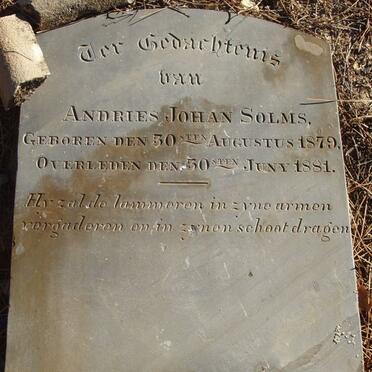 Ter Gedachtenis
van
ANDRIES JOHAN SOLMS,
GEBOREN DEN 30STEN AUGUSTUS 1879,
OVERLEDEN DEN 30STEN JUNY 1881.
Hy zal de lammeren in zyne armen
vergaderen en in zynen schoot dragen